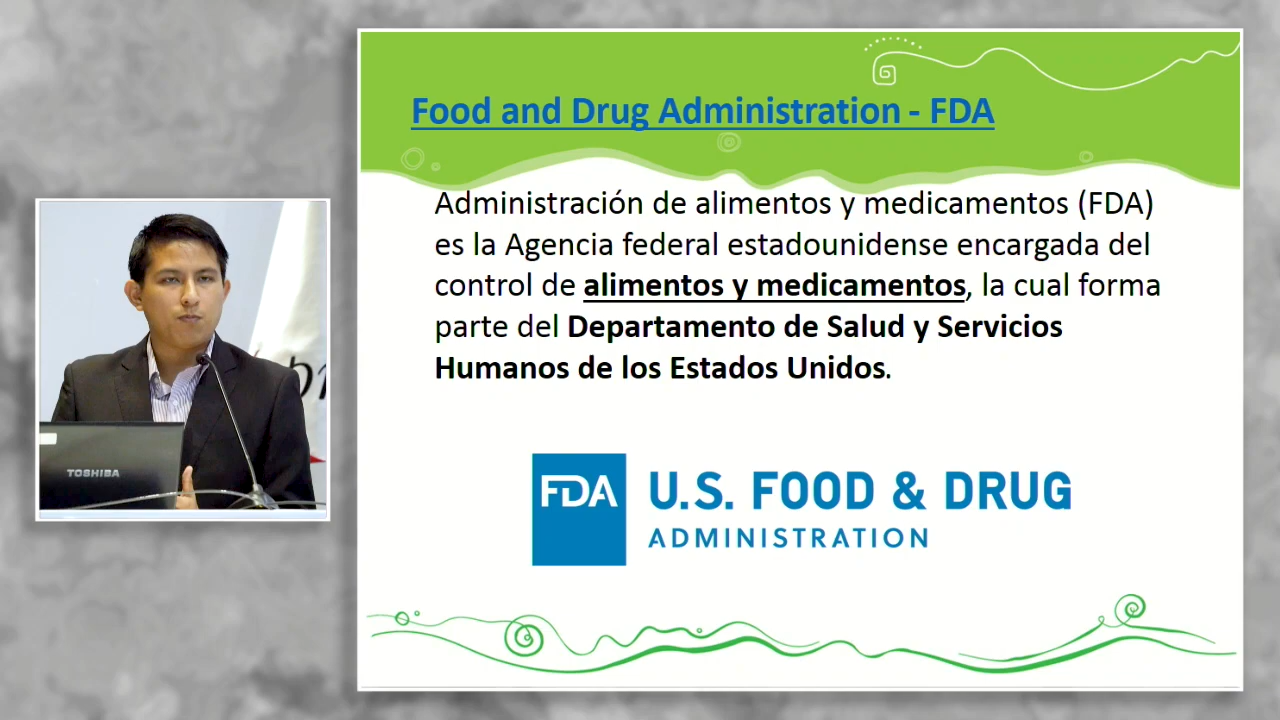 Food and Drug Administration - FDA
Administración de alimentos y medicamentos (FDA)
es la Agencia federal estadounidense encargada del
control de alimentos y medicamentos, la cual forma
parte del Departamento de Salud y Servicios
Humanos de los Estados Unidos.
TOSHIBA
FDA U.S. FOOD & DRUG
ADMINISTRATION